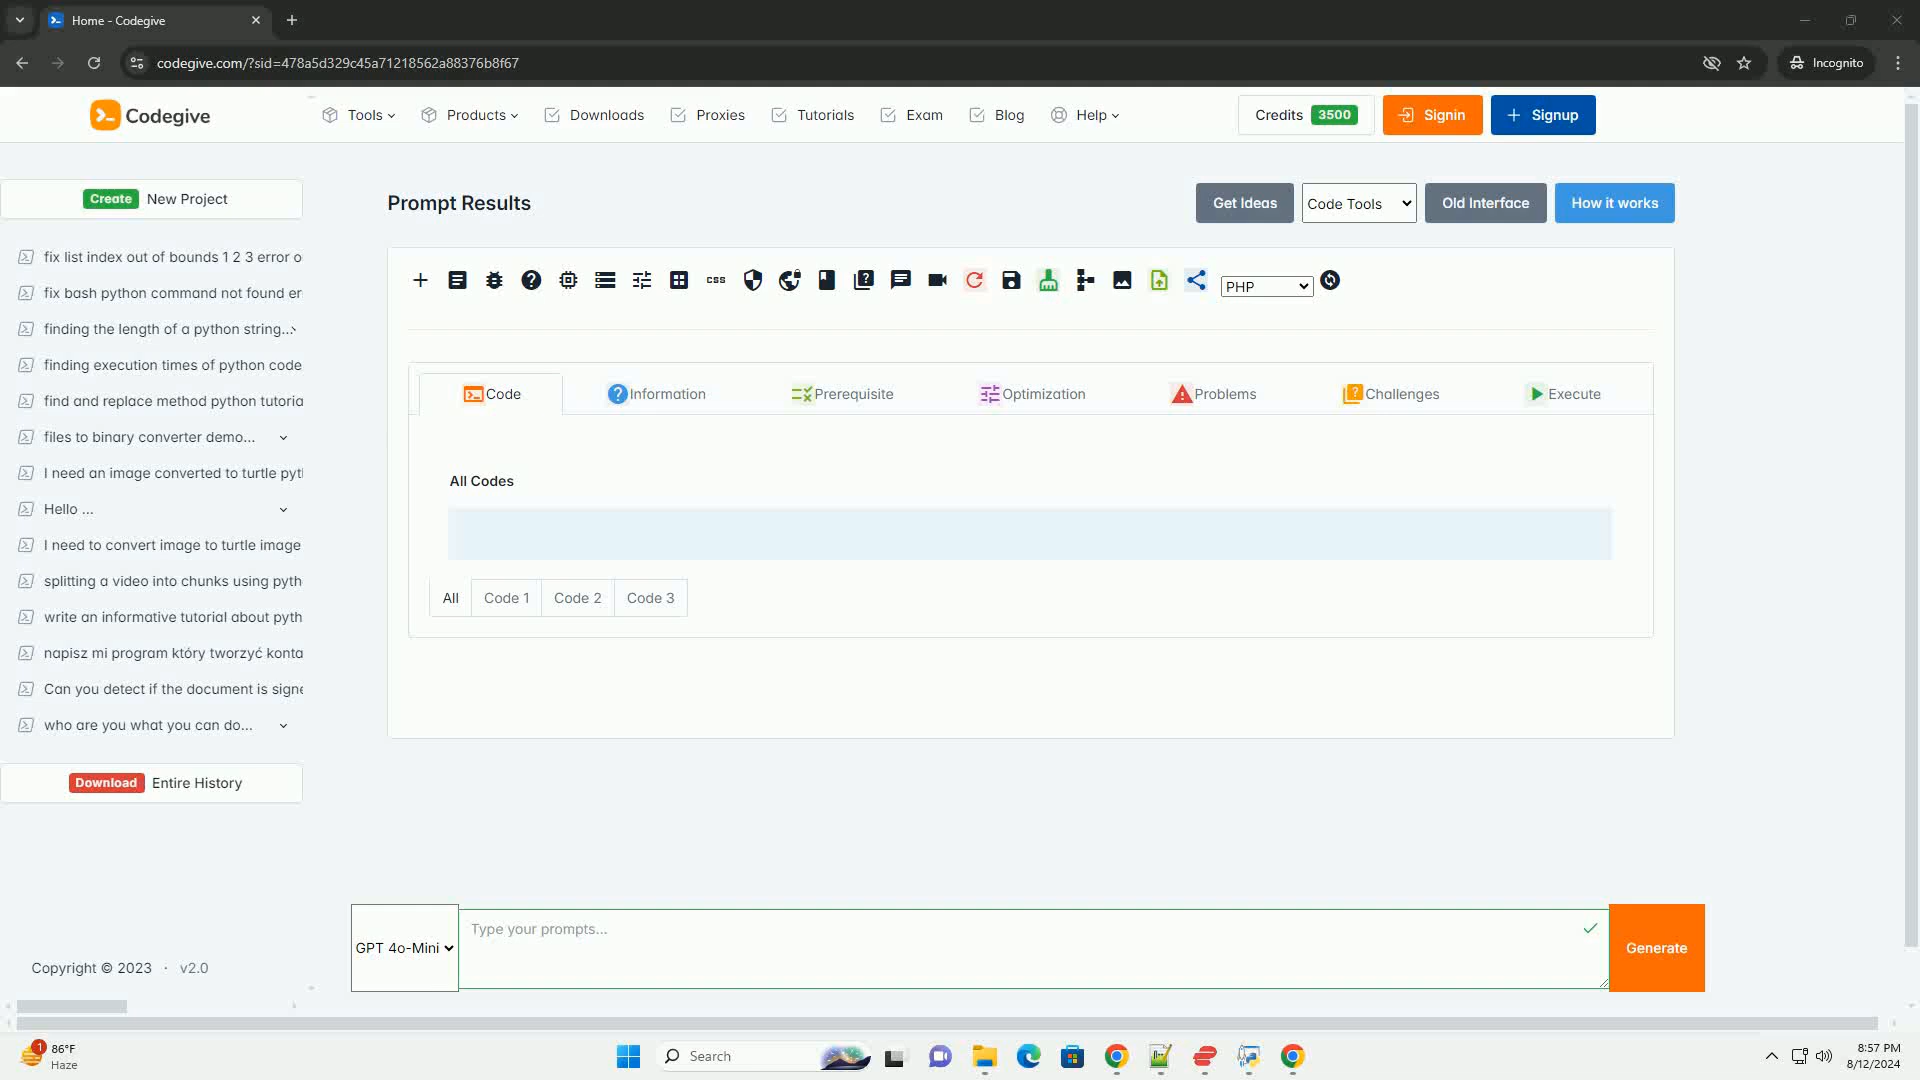 Home - Codegive
codegive.com/?sid=478a5d329c45a71218562a88376b8f67
Incognito
Codegive
Tools
Products
Downloads
Proxies
Tutorials
Exam
Blog
Help
Credits 3500
Signin
Signup
Create New Project
fix list index out of bounds 1 2 3 error o
fix bash python command not found er
finding the length of a python string...
finding execution times of python code
find and replace method python tutoria
files to binary converter demo...
I need an image converted to turtle pyt
Hello ...
I need to convert image to turtle image
splitting a video into chunks using pyth
write an informative tutorial about pyth
napisz mi program który tworzyć konta
Can you detect if the document is signe
who are you what you can do...
Download Entire History
Copyright © 2023 · v2.0
Prompt Results
Get Ideas
Code Tools
Old Interface
How it works
css
PHP
Code
Information
Prerequisite
Optimization
Problems
Challenges
Execute
All Codes
All
Code 1
Code 2
Code 3
GPT 4o-Mini
Type your prompts...
Generate
1
86°F
Haze
Search
8:57 PM
8/12/2024